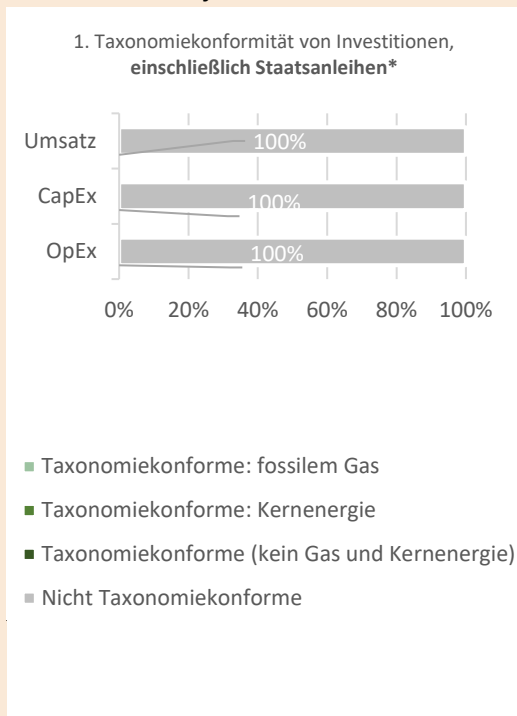 1. Taxonomiekonformität von Investitionen,
einschließlich Staatsanleihen*
Umsatz
100%
CapEx
100%
OpEx
100%
0% 20% 40% 60% 80% 100%
Taxonomiekonforme: fossilem Gas
Taxonomiekonforme: Kernenergie
Taxonomiekonforme (kein Gas und Kernenergie)
Nicht Taxonomiekonforme